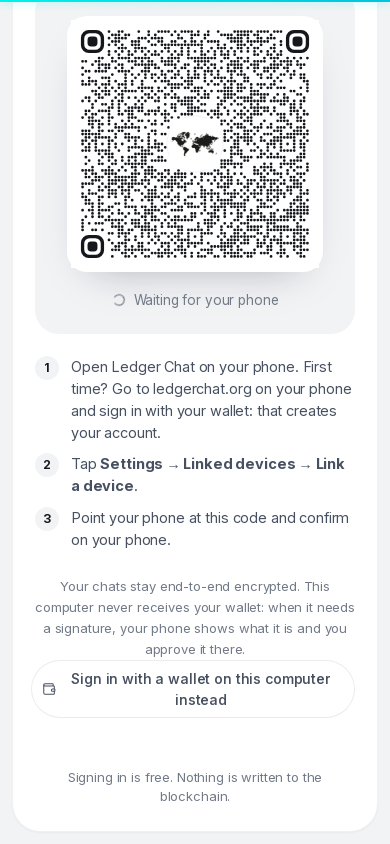 Waiting for your phone
1 Open Ledger Chat on your phone. First
time? Go to ledgerchat.org on your phone
and sign in with your wallet: that creates
your account.
2 Tap Settings → Linked devices → Link
a device.
3 Point your phone at this code and confirm
on your phone.
Your chats stay end-to-end encrypted. This
computer never receives your wallet: when it needs
a signature, your phone shows what it is and you
approve it there.
Sign in with a wallet on this computer
instead
Signing in is free. Nothing is written to the
blockchain.